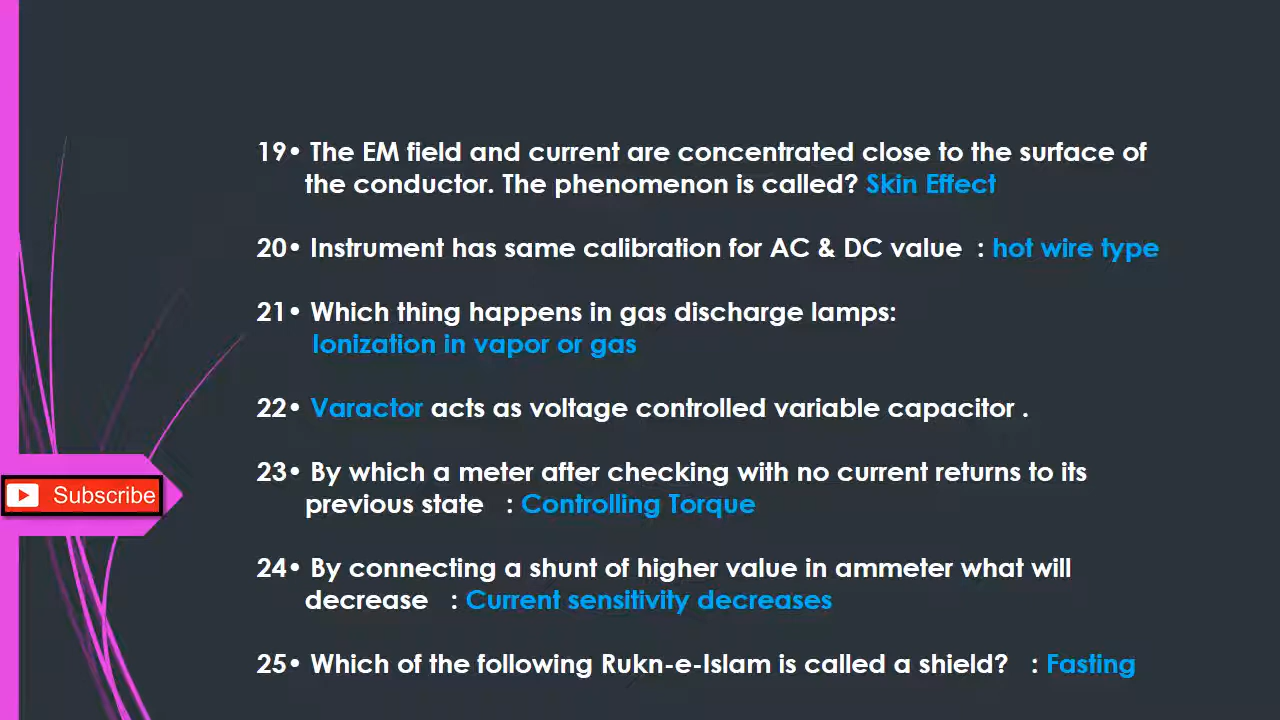 19• The EM field and current are concentrated close to the surface of
the conductor. The phenomenon is called? Skin Effect
20• Instrument has same calibration for AC & DC value : hot wire type
21• Which thing happens in gas discharge lamps:
Ionization in vapor or gas
22• Varactor acts as voltage controlled variable capacitor .
23• By which a meter after checking with no current returns to its
previous state : Controlling Torque
Subscribe
24• By connecting a shunt of higher value in ammeter what will
decrease : Current sensitivity decreases
25• Which of the following Rukn-e-Islam is called a shield? : Fasting